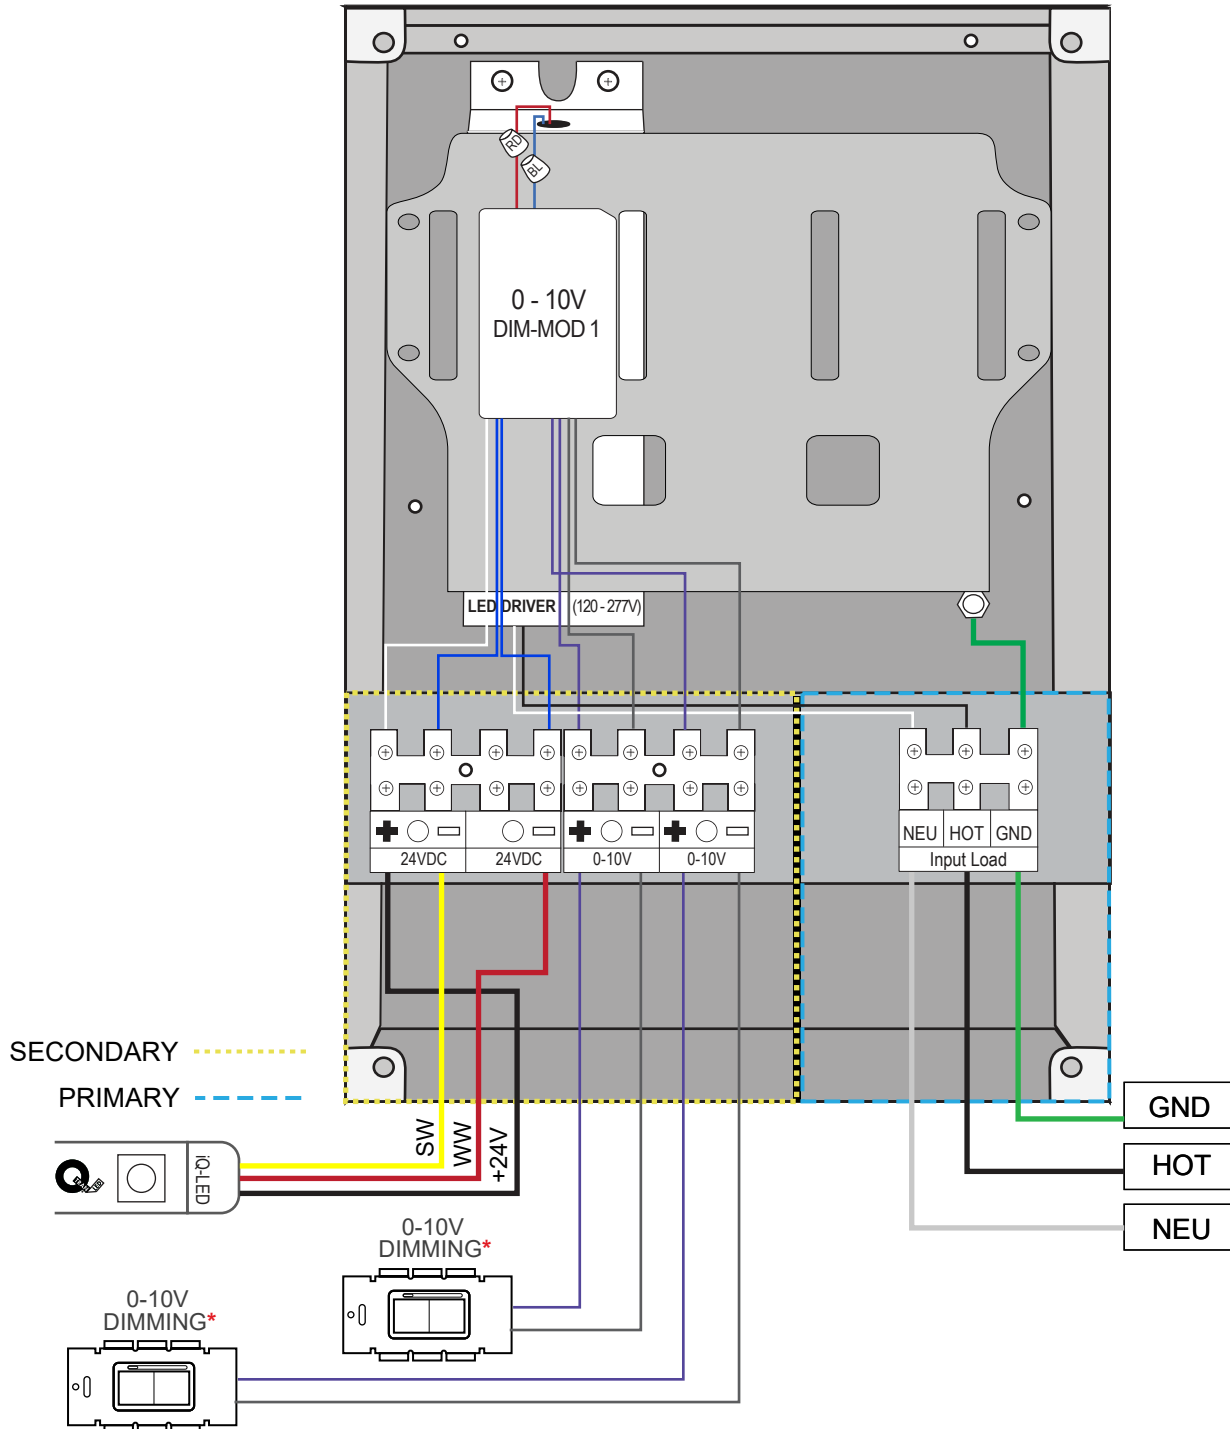 RD
BL
0 - 10V
DIM-MOD 1
LED DRIVER (120 - 277V)
24VDC
24VDC
0-10V
0-10V
NEU HOT GND
Input Load
SECONDARY
PRIMARY
SW
WW
+24V
iQ-LED
GND
HOT
NEU
0-10V
DIMMING*
0-10V
DIMMING*